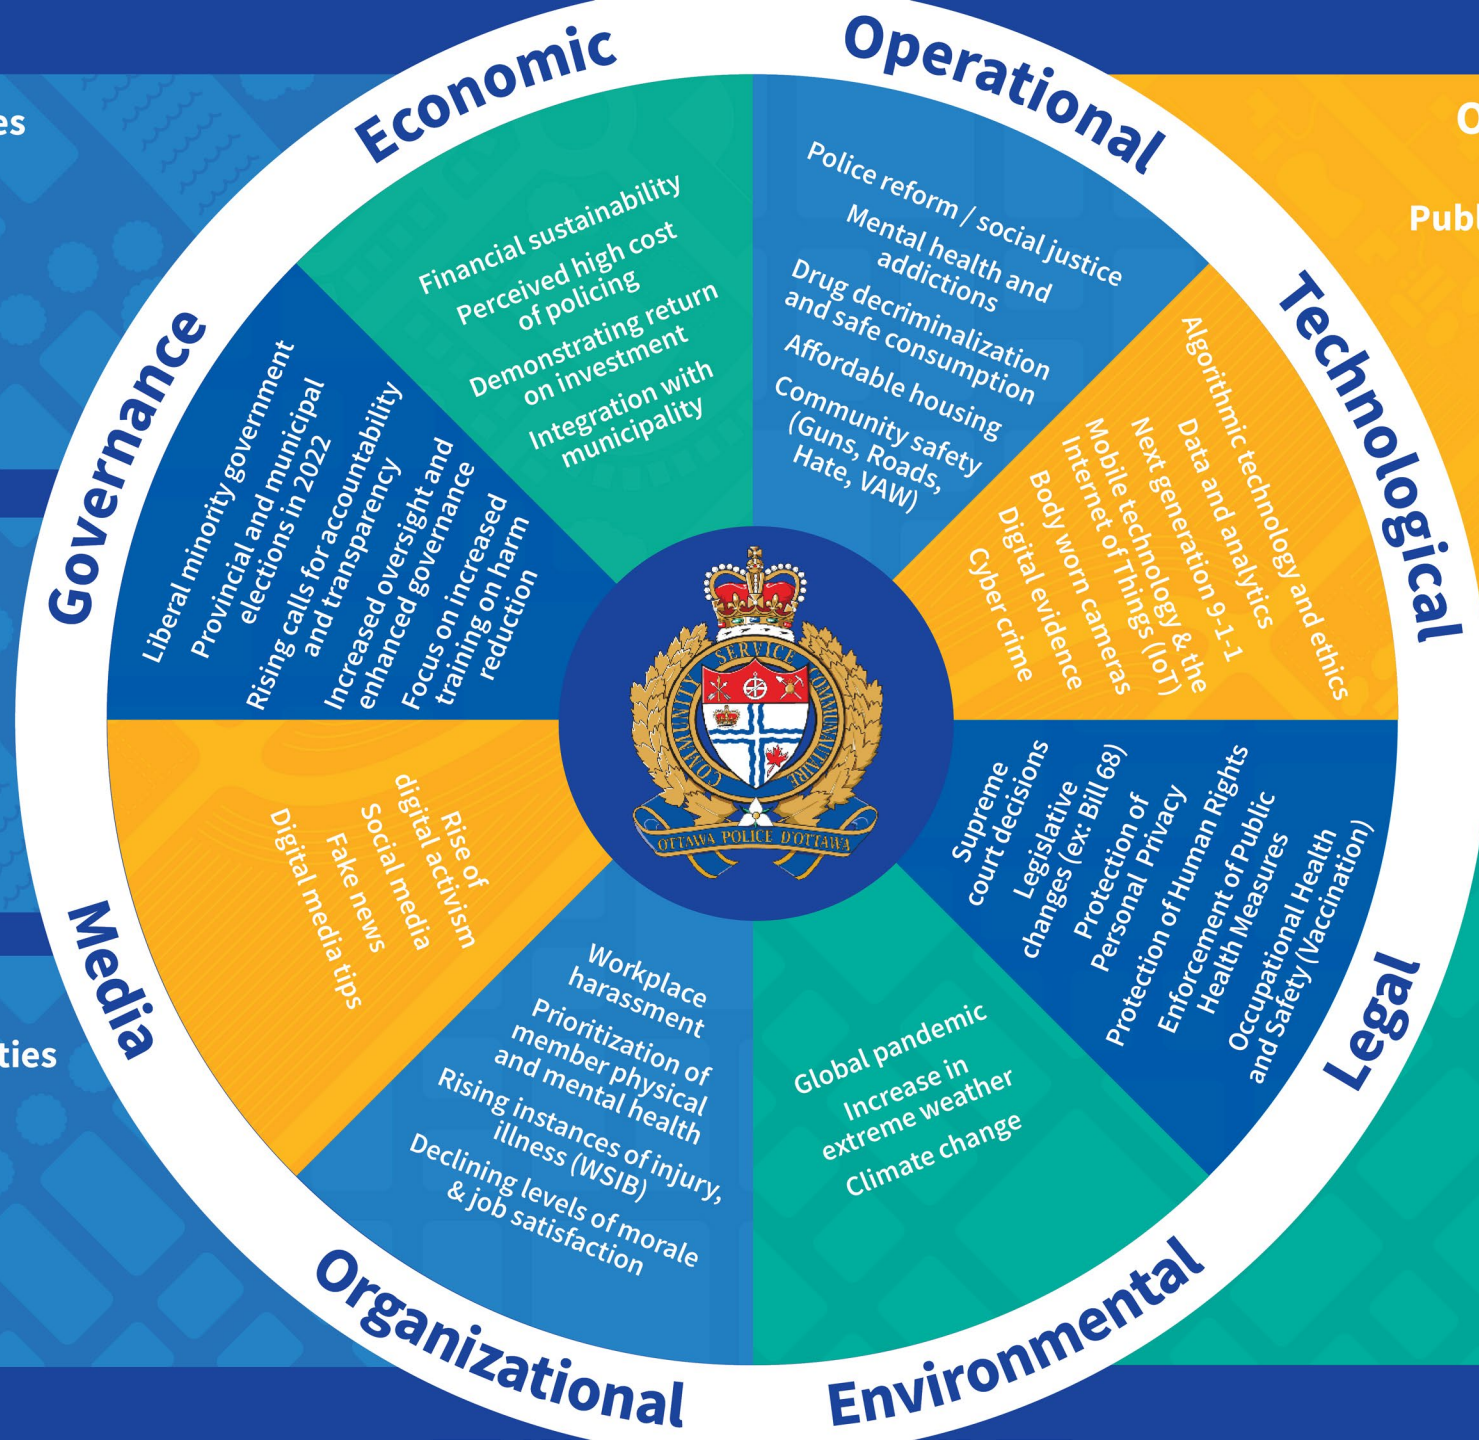 Economic
Financial sustainability
Perceived high cost
of policing
Demonstrating return
on investment
Integration with
municipality
Operational
Police reform / social justice
Mental health and
addictions
Drug decriminalization
and safe consumption
Affordable housing
Community safety
(Guns, Roads,
Hate, VAW)
Technological
Algorithmic technology and ethics
Data and analytics
Next generation 9-1-1
Mobile technology & the
Internet of Things (IoT)
Body worn cameras
Digital evidence
Cyber crime
Legal
Supreme
court decisions
Legislative
changes (ex: Bill 68)
Protection of
Personal Privacy
Protection of Human Rights
Enforcement of Public
Health Measures
Occupational Health
and Safety (Vaccination)
Environmental
Global pandemic
Increase in
extreme weather
Climate change
Organizational
Workplace
harassment
Prioritization of
member physical
and mental health
Rising instances of injury,
illness (WSIB)
Declining levels of morale
& job satisfaction
Media
Rise of
digital activism
Social media
Fake news
Digital media tips
Governance
Liberal minority government
Provincial and municipal
elections in 2022
Rising calls for accountability
and transparency
Increased oversight and
enhanced governance
Focus on increased
training on harm
reduction
COMMUNITY SERVICE COMMUNAUTAIRE
OTTAWA POLICE D'OTTAWA
es
ties
O
Publ